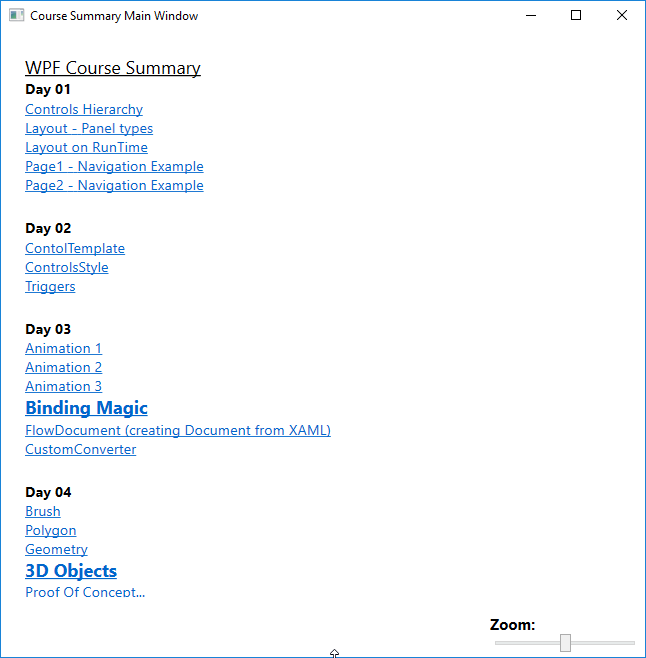 Course Summary Main Window
WPF Course Summary
Day 01
Controls Hierarchy
Layout - Panel types
Layout on RunTime
Page1 - Navigation Example
Page2 - Navigation Example
Day 02
ContolTemplate
ControlsStyle
Triggers
Day 03
Animation 1
Animation 2
Animation 3
Binding Magic
FlowDocument (creating Document from XAML)
CustomConverter
Day 04
Brush
Polygon
Geometry
3D Objects
Proof Of Concept...
Zoom: